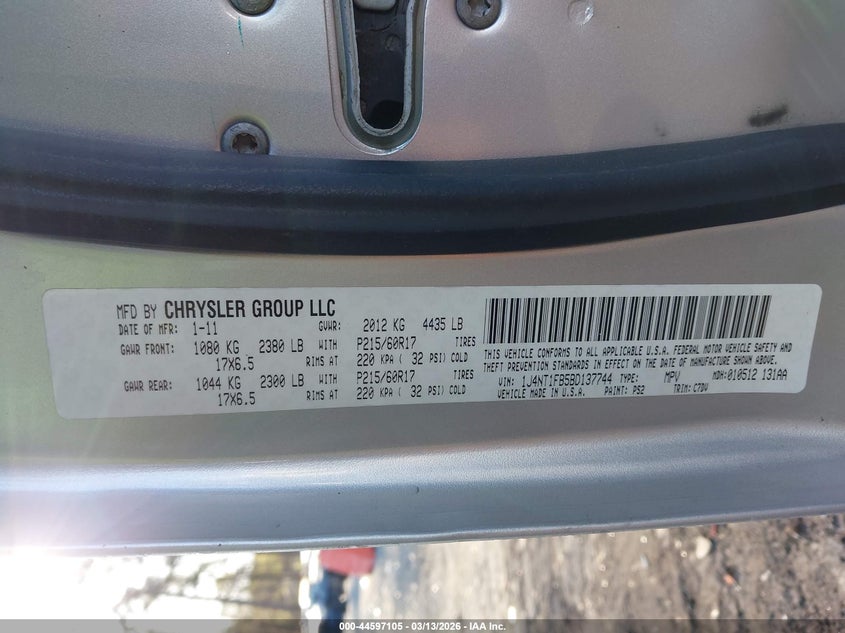 MFD BY CHRYSLER GROUP LLC
DATE OF MFR: 1-11 GVWR: 2012 KG 4435 LB
GAWR FRONT: 1080 KG 2380 LB WITH P215/60R17 TIRES
17X6.5 RIMS AT 220 KPA ( 32 PSI) COLD
GAWR REAR: 1044 KG 2300 LB WITH P215/60R17 TIRES
17X6.5 RIMS AT 220 KPA ( 32 PSI) COLD
THIS VEHICLE CONFORMS TO ALL APPLICABLE U.S.A. FEDERAL MOTOR VEHICLE SAFETY AND
THEFT PREVENTION STANDARDS IN EFFECT ON THE DATE OF MANUFACTURE SHOWN ABOVE.
VIN: 1J4NT1FB5BD137744 TYPE: MPV MDH:010512 131AA
VEHICLE MADE IN U.S.A. PAINT: PS2 TRIM: C7DV
000-44597105 — 03/13/2026 — IAA Inc.